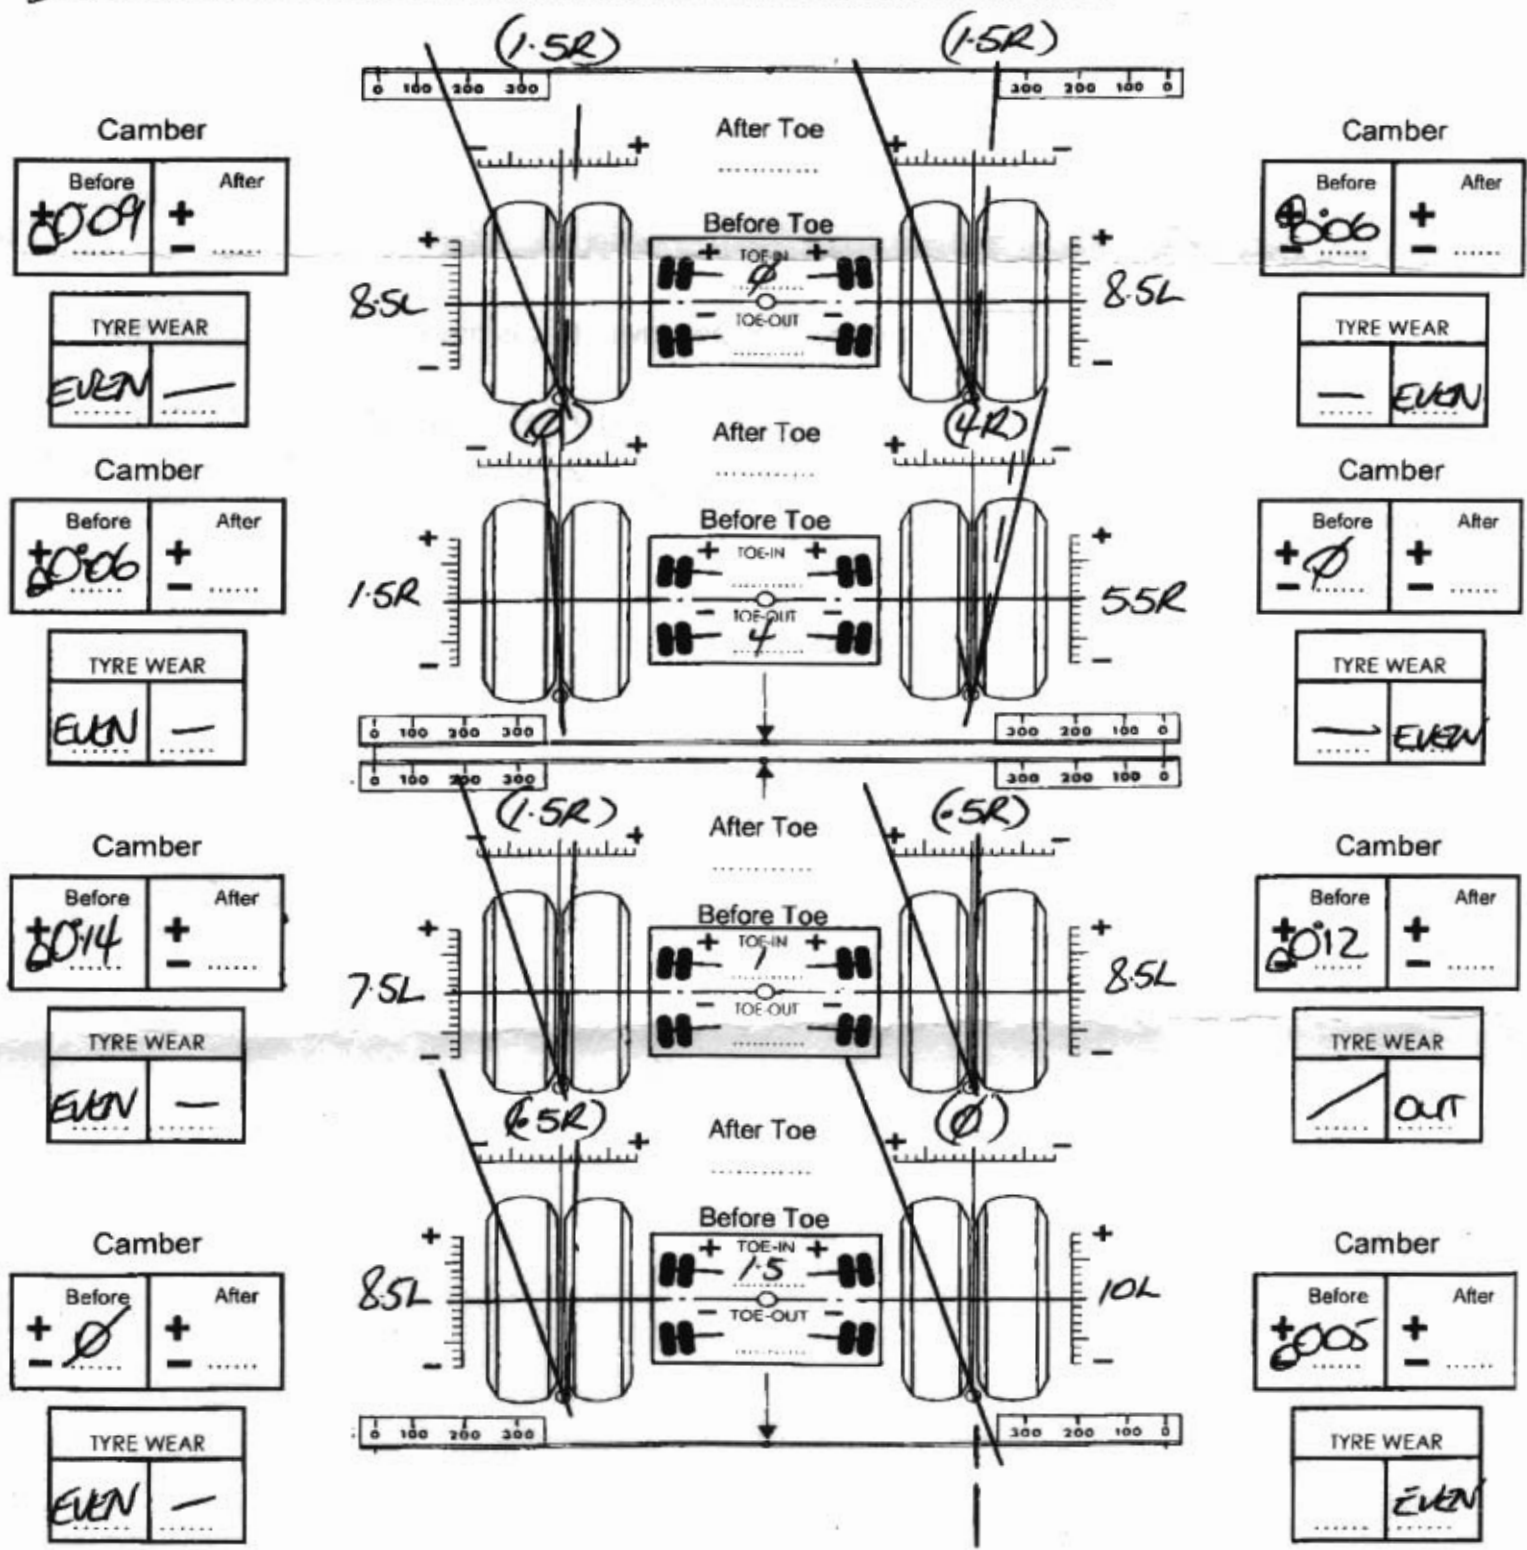 (1.5R) (1.5R)
0 100 200 300 300 200 100 0
Camber After Toe Camber
- + + -
Before After Before After
+ 0°09 + + 0°06 +
- ...... - ...... - ...... - ......
Before Toe
+ TOE-IN +
Ø
8.5L - TOE-OUT - 8.5L
TYRE WEAR TYRE WEAR
EVEN — — EVEN
(Ø) (4R)
Camber After Toe Camber
- + + -
Before After Before After
+ 0°06 + + Ø +
- ...... - ...... - ...... - ......
Before Toe
+ TOE-IN +
1.5R - TOE-OUT - 5.5R
4
TYRE WEAR TYRE WEAR
EVEN — — EVEN
0 100 200 300 300 200 100 0
0 100 200 300 300 200 100 0
(1.5R) (.5R)
Camber After Toe Camber
- + + -
Before After Before After
+ 0°14 + + 0°12 +
- ...... - ...... - ...... - ......
Before Toe
+ TOE-IN +
1
7.5L - TOE-OUT - 8.5L
TYRE WEAR TYRE WEAR
EVEN — / OUT
(1.5R) (Ø)
After Toe
- + + -
Camber Before Toe Camber
Before After + TOE-IN + Before After
+ Ø + 1.5 + 005 +
- ...... - ...... - ...... - ......
8.5L - TOE-OUT - 10L
TYRE WEAR TYRE WEAR
0 100 200 300 300 200 100 0
EVEN — EVEN